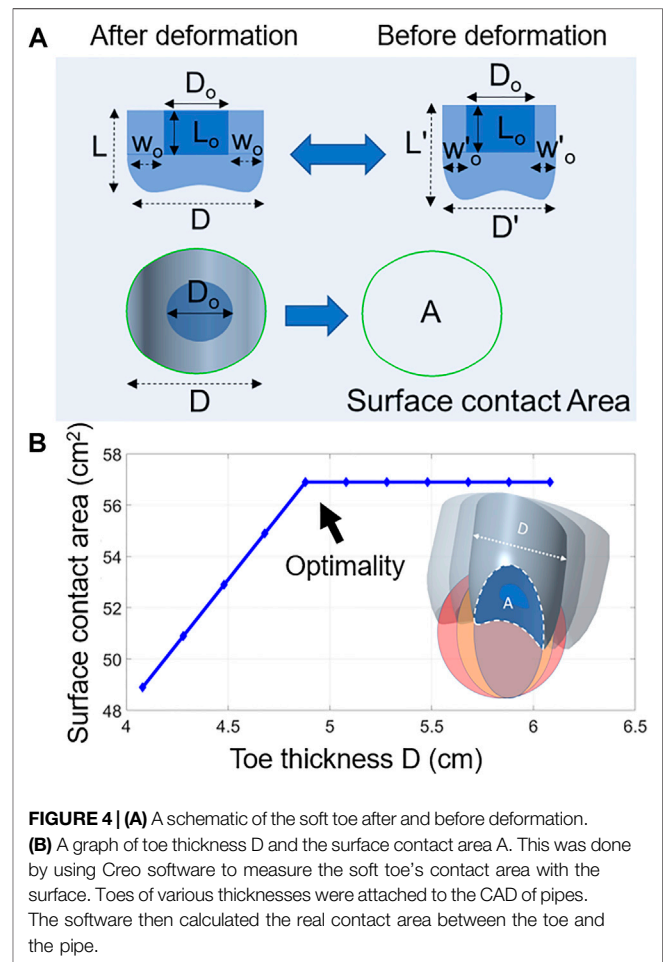 A
After deformation
Before deformation
Dₒ
L
wₒ
Lₒ
wₒ
D
Dₒ
L'
w'ₒ
Lₒ
w'ₒ
D'
Dₒ
D
A
Surface contact Area
B
Surface contact area (cm²)
58
56
54
52
50
48
Optimality
D
A
4
4.5
5
5.5
6
6.5
Toe thickness D (cm)
FIGURE 4 | (A) A schematic of the soft toe after and before deformation.
(B) A graph of toe thickness D and the surface contact area A. This was done
by using Creo software to measure the soft toe's contact area with the
surface. Toes of various thicknesses were attached to the CAD of pipes.
The software then calculated the real contact area between the toe and
the pipe.